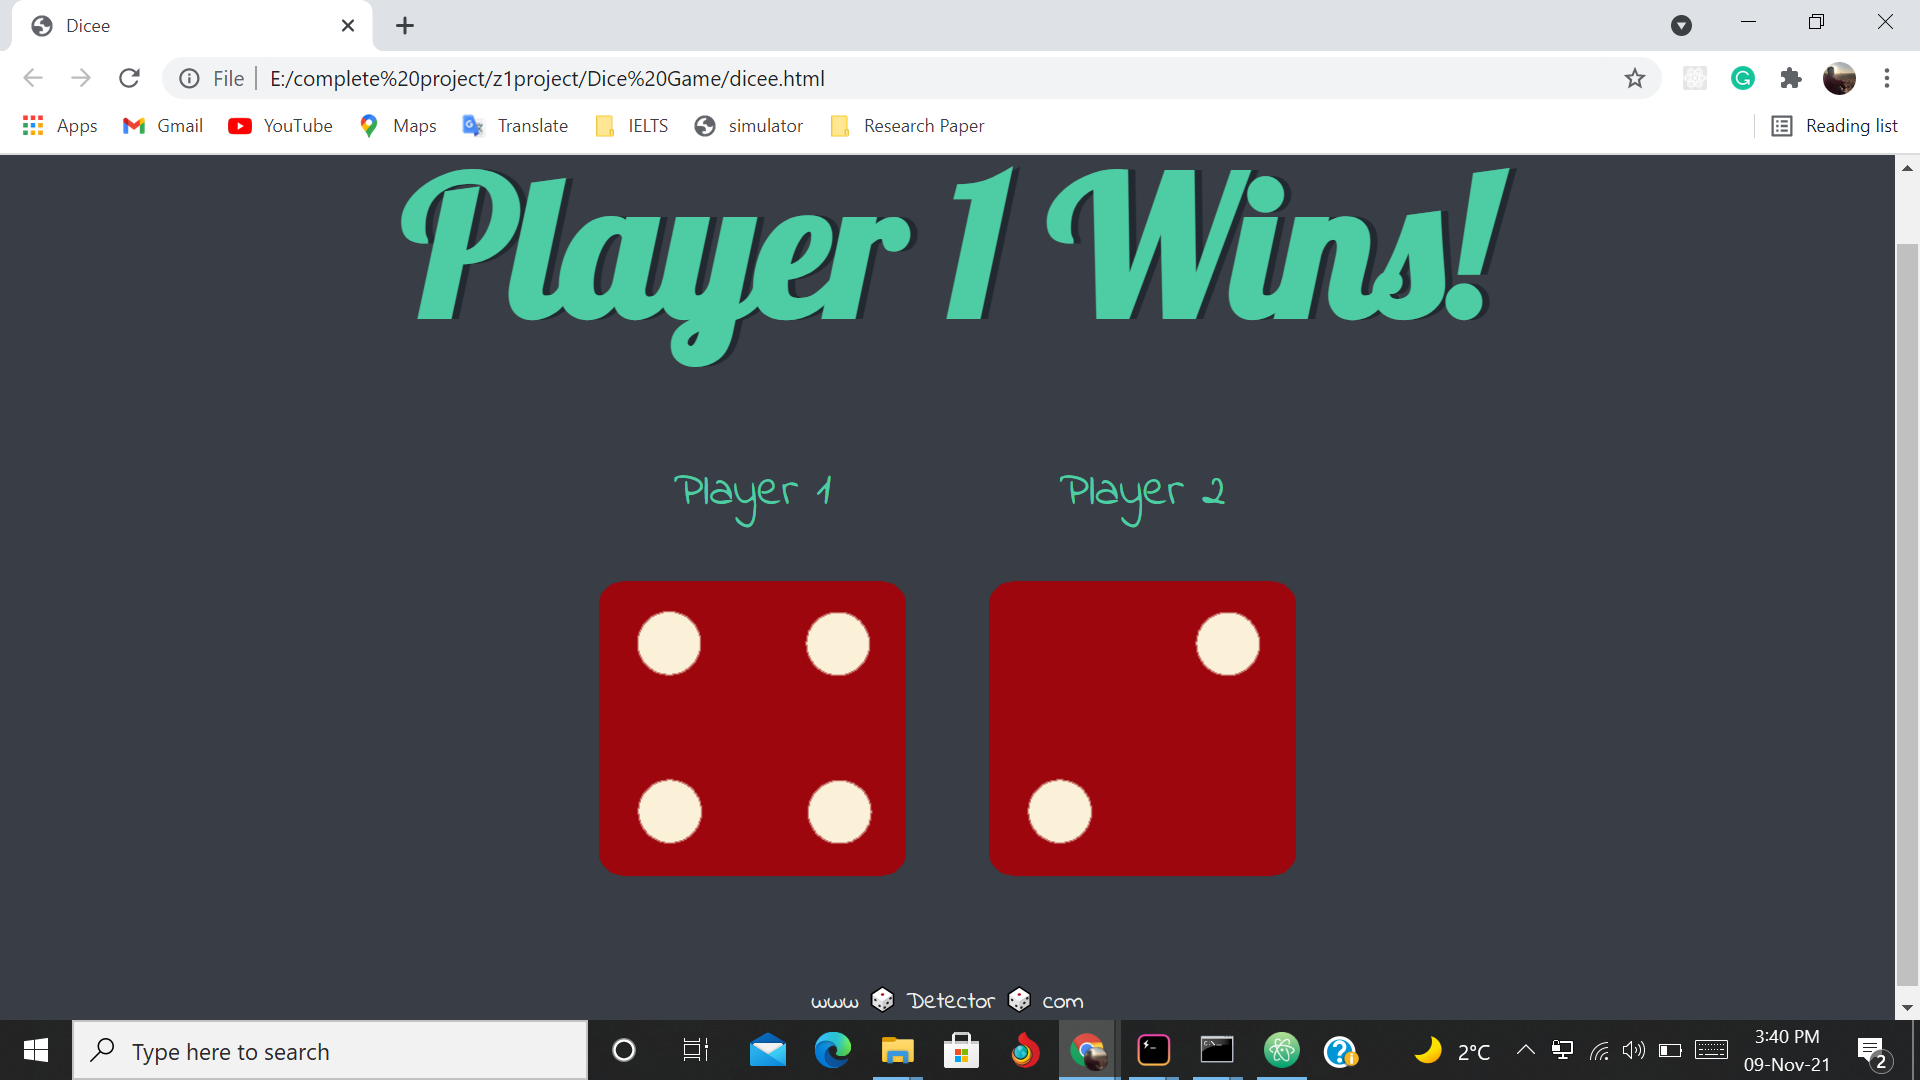 Dicee
File E:/complete%20project/z1project/Dice%20Game/dicee.html
Apps Gmail YouTube Maps Translate IELTS simulator Research Paper Reading list
Player 1 Wins!
Player 1 Player 2
www Detector com
Type here to search
2°C
3:40 PM
09-Nov-21
2